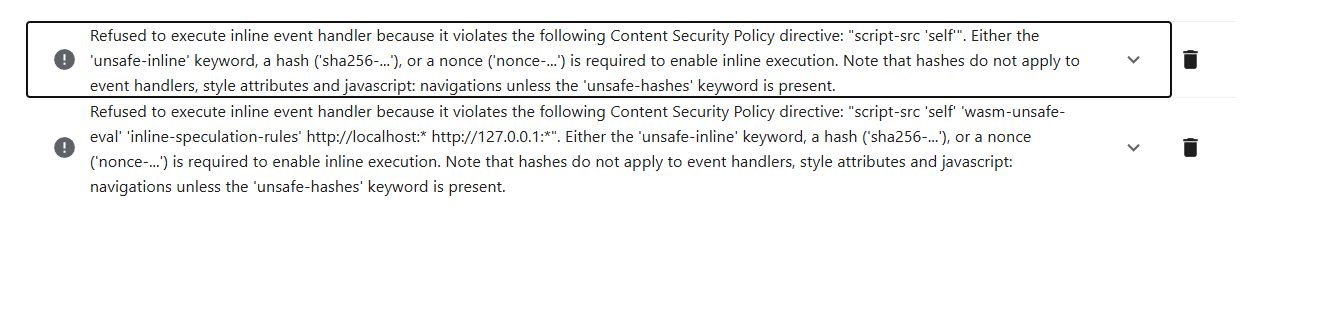 Refused to execute inline event handler because it violates the following Content Security Policy directive: "script-src 'self'". Either the
'unsafe-inline' keyword, a hash ('sha256-...'), or a nonce ('nonce-...') is required to enable inline execution. Note that hashes do not apply to
event handlers, style attributes and javascript: navigations unless the 'unsafe-hashes' keyword is present.
Refused to execute inline event handler because it violates the following Content Security Policy directive: "script-src 'self' 'wasm-unsafe-
eval' 'inline-speculation-rules' http://localhost:* http://127.0.0.1:*". Either the 'unsafe-inline' keyword, a hash ('sha256-...'), or a nonce
('nonce-...') is required to enable inline execution. Note that hashes do not apply to event handlers, style attributes and javascript:
navigations unless the 'unsafe-hashes' keyword is present.